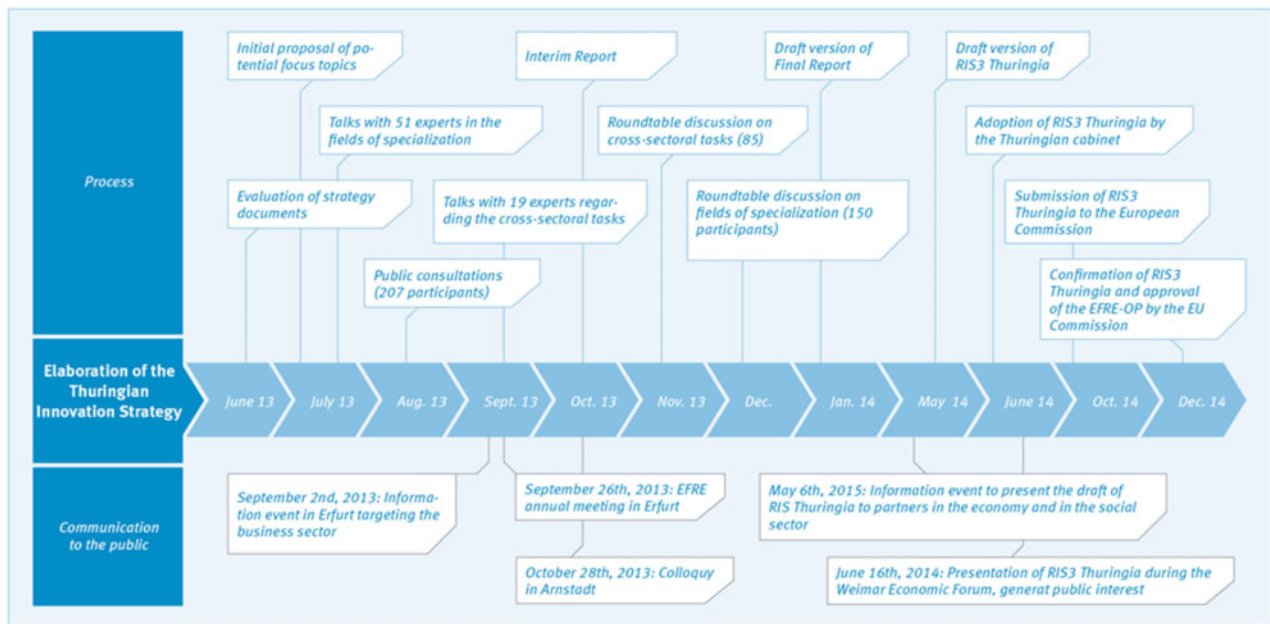 Process
Initial proposal of po-
tential focus topics
Talks with 51 experts in the
fields of specialization
Evaluation of strategy
documents
Public consultations
(207 participants)
Interim Report
Talks with 19 experts regar-
ding the cross-sectoral tasks
Roundtable discussion on
cross-sectoral tasks (85)
Draft version of
Final Report
Roundtable discussion on
fields of specialization (150
participants)
Draft version of
RIS3 Thuringia
Adoption of RIS3 Thuringia by
the Thuringian cabinet
Submission of RIS3
Thuringia to the European
Commission
Confirmation of RIS3
Thuringia and approval
of the EFRE-OP by the EU
Commission
Elaboration of the
Thuringian
Innovation Strategy
June 13
July 13
Aug. 13
Sept. 13
Oct. 13
Nov. 13
Dec.
Jan. 14
May 14
June 14
Oct. 14
Dec. 14
Communication
to the public
September 2nd, 2013: Informa-
tion event in Erfurt targeting the
business sector
September 26th, 2013: EFRE
annual meeting in Erfurt
October 28th, 2013: Colloquy
in Arnstadt
May 6th, 2015: Information event to present the draft of
RIS Thuringia to partners in the economy and in the social
sector
June 16th, 2014: Presentation of RIS3 Thuringia during the
Weimar Economic Forum, generat public interest